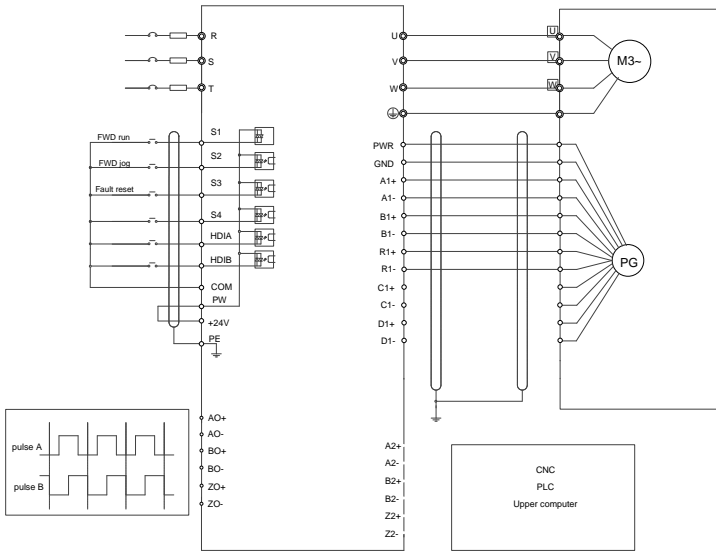 R
S
T
FWD run
FWD jog
Fault reset
S1
S2
S3
S4
HDIA
HDIB
COM
PW
+24V
PE
U
V
W
U
V
W
M3~
PWR
GND
A1+
A1-
B1+
B1-
R1+
R1-
C1+
C1-
D1+
D1-
PG
pulse A
pulse B
AO+
AO-
BO+
BO-
ZO+
ZO-
A2+
A2-
B2+
B2-
Z2+
Z2-
CNC
PLC
Upper computer